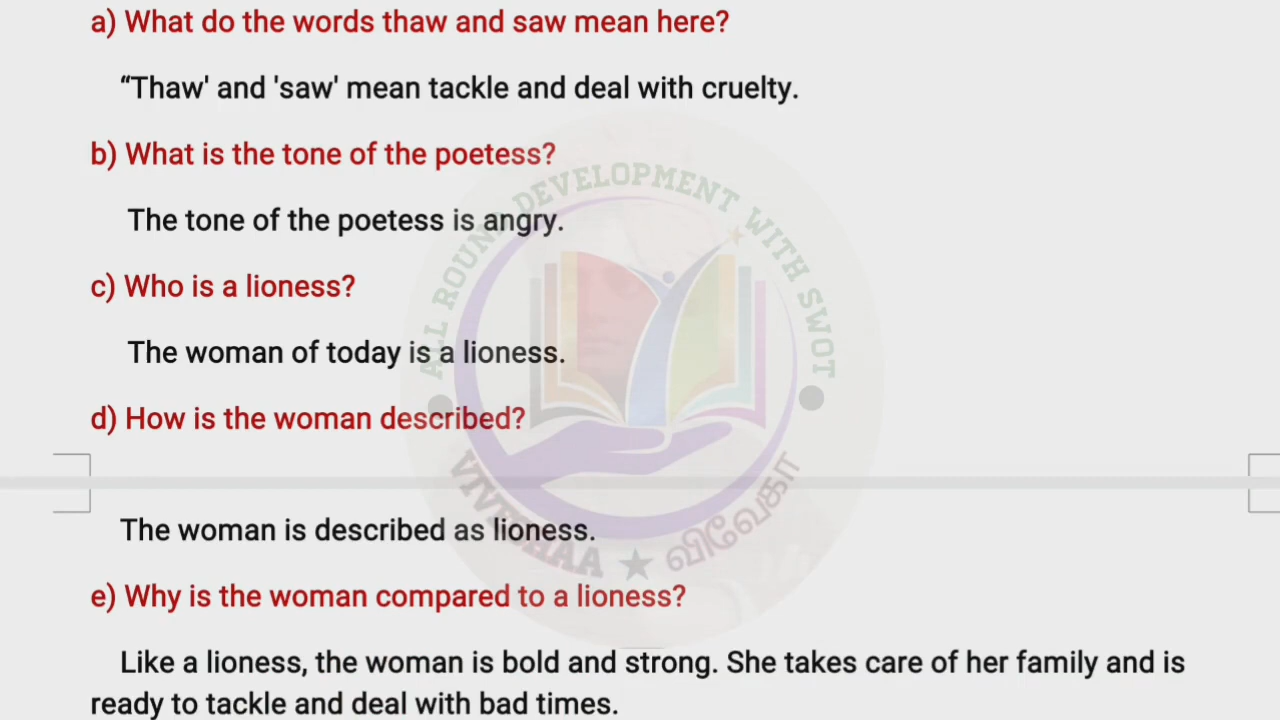 a) What do the words thaw and saw mean here?
“Thaw' and 'saw' mean tackle and deal with cruelty.
b) What is the tone of the poetess?
The tone of the poetess is angry.
c) Who is a lioness?
The woman of today is a lioness.
d) How is the woman described?
The woman is described as lioness.
e) Why is the woman compared to a lioness?
Like a lioness, the woman is bold and strong. She takes care of her family and is
ready to tackle and deal with bad times.
ALL ROUND DEVELOPMENT WITH SWOT
விவேகா